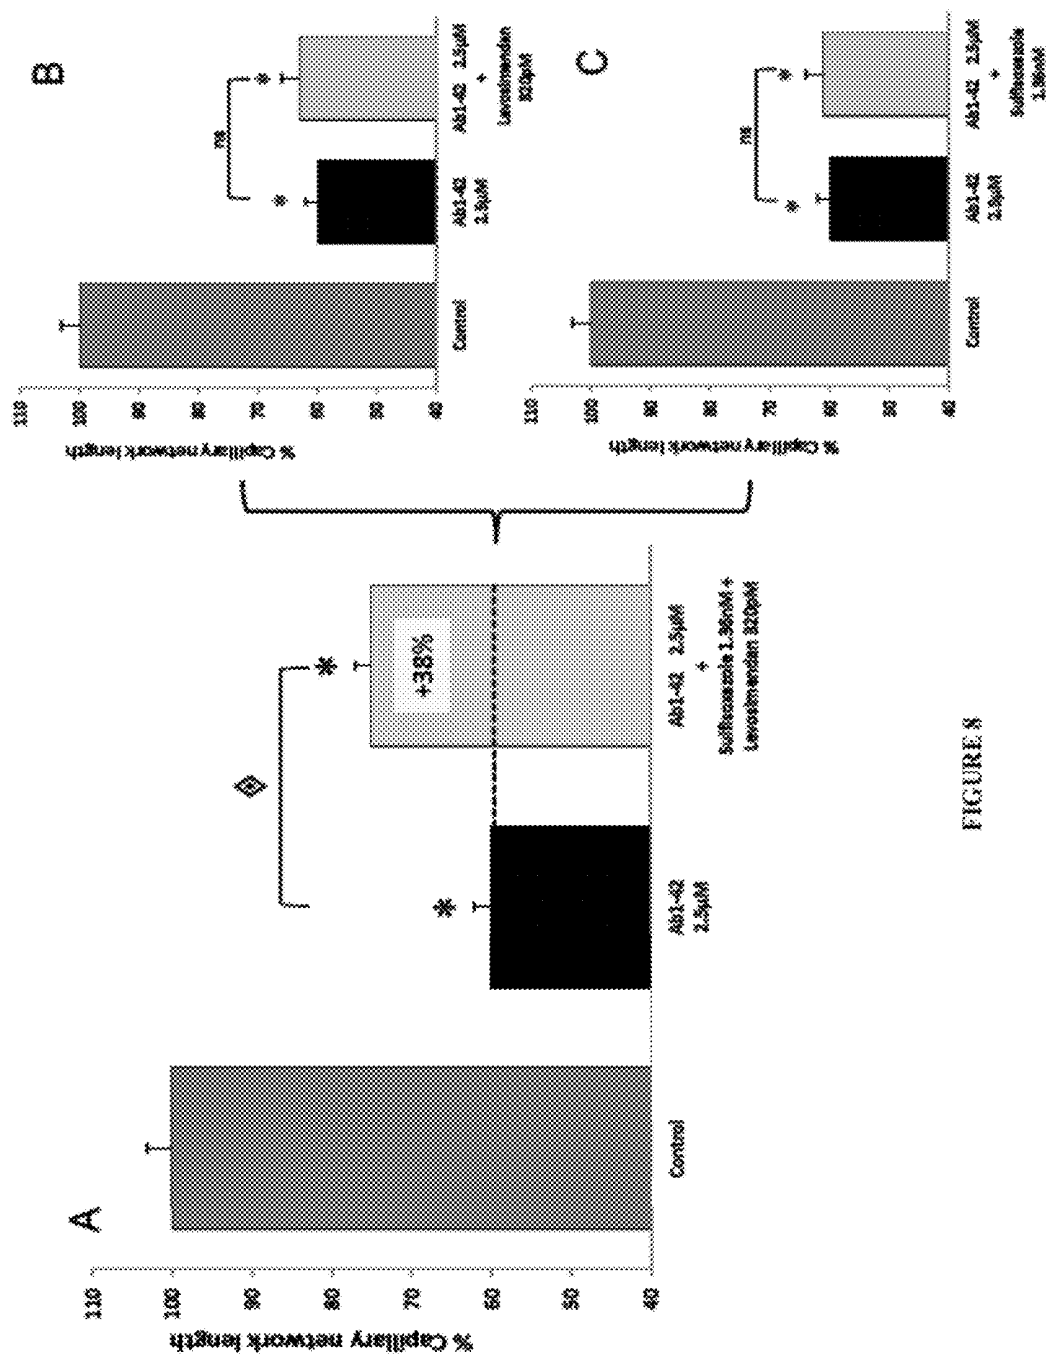 A
% Capillary network length
110
100
90
80
70
60
50
40
Control
Ab1-42
2.5µM
Ab1-42 2.5µM
+
Sulfisoxazole 1.36nM +
Levosimendan 320pM
*
*
+38%
B
% Capillary network length
110
100
90
80
70
60
50
40
Control
Ab1-42
2.5µM
Ab1-42 2.5µM
+
Levosimendan
320pM
*
*
ns
C
% Capillary network length
110
100
90
80
70
60
50
40
Control
Ab1-42
2.5µM
Ab1-42 2.5µM
+
Sulfisoxazole
1.36nM
*
*
ns
FIGURE 8